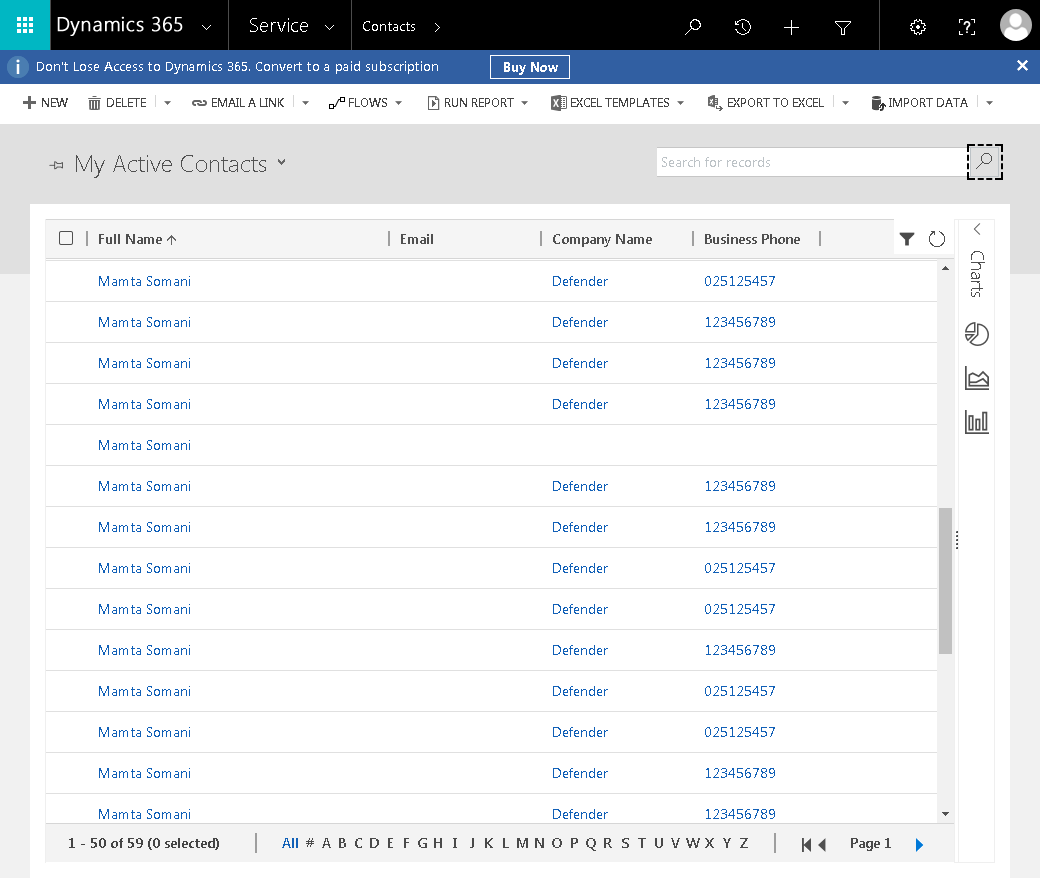 Dynamics 365 Service Contacts
Don't Lose Access to Dynamics 365. Convert to a paid subscription Buy Now
NEW DELETE EMAIL A LINK FLOWS RUN REPORT EXCEL TEMPLATES EXPORT TO EXCEL IMPORT DATA
My Active Contacts
Search for records
Full Name Email Company Name Business Phone
Charts
Mamta Somani Defender 025125457
Mamta Somani Defender 123456789
Mamta Somani Defender 123456789
Mamta Somani Defender 123456789
Mamta Somani
Mamta Somani Defender 123456789
Mamta Somani Defender 123456789
Mamta Somani Defender 025125457
Mamta Somani Defender 025125457
Mamta Somani Defender 123456789
Mamta Somani Defender 025125457
Mamta Somani Defender 025125457
Mamta Somani Defender 123456789
Mamta Somani Defender 123456789
1 - 50 of 59 (0 selected) All # A B C D E F G H I J K L M N O P Q R S T U V W X Y Z Page 1